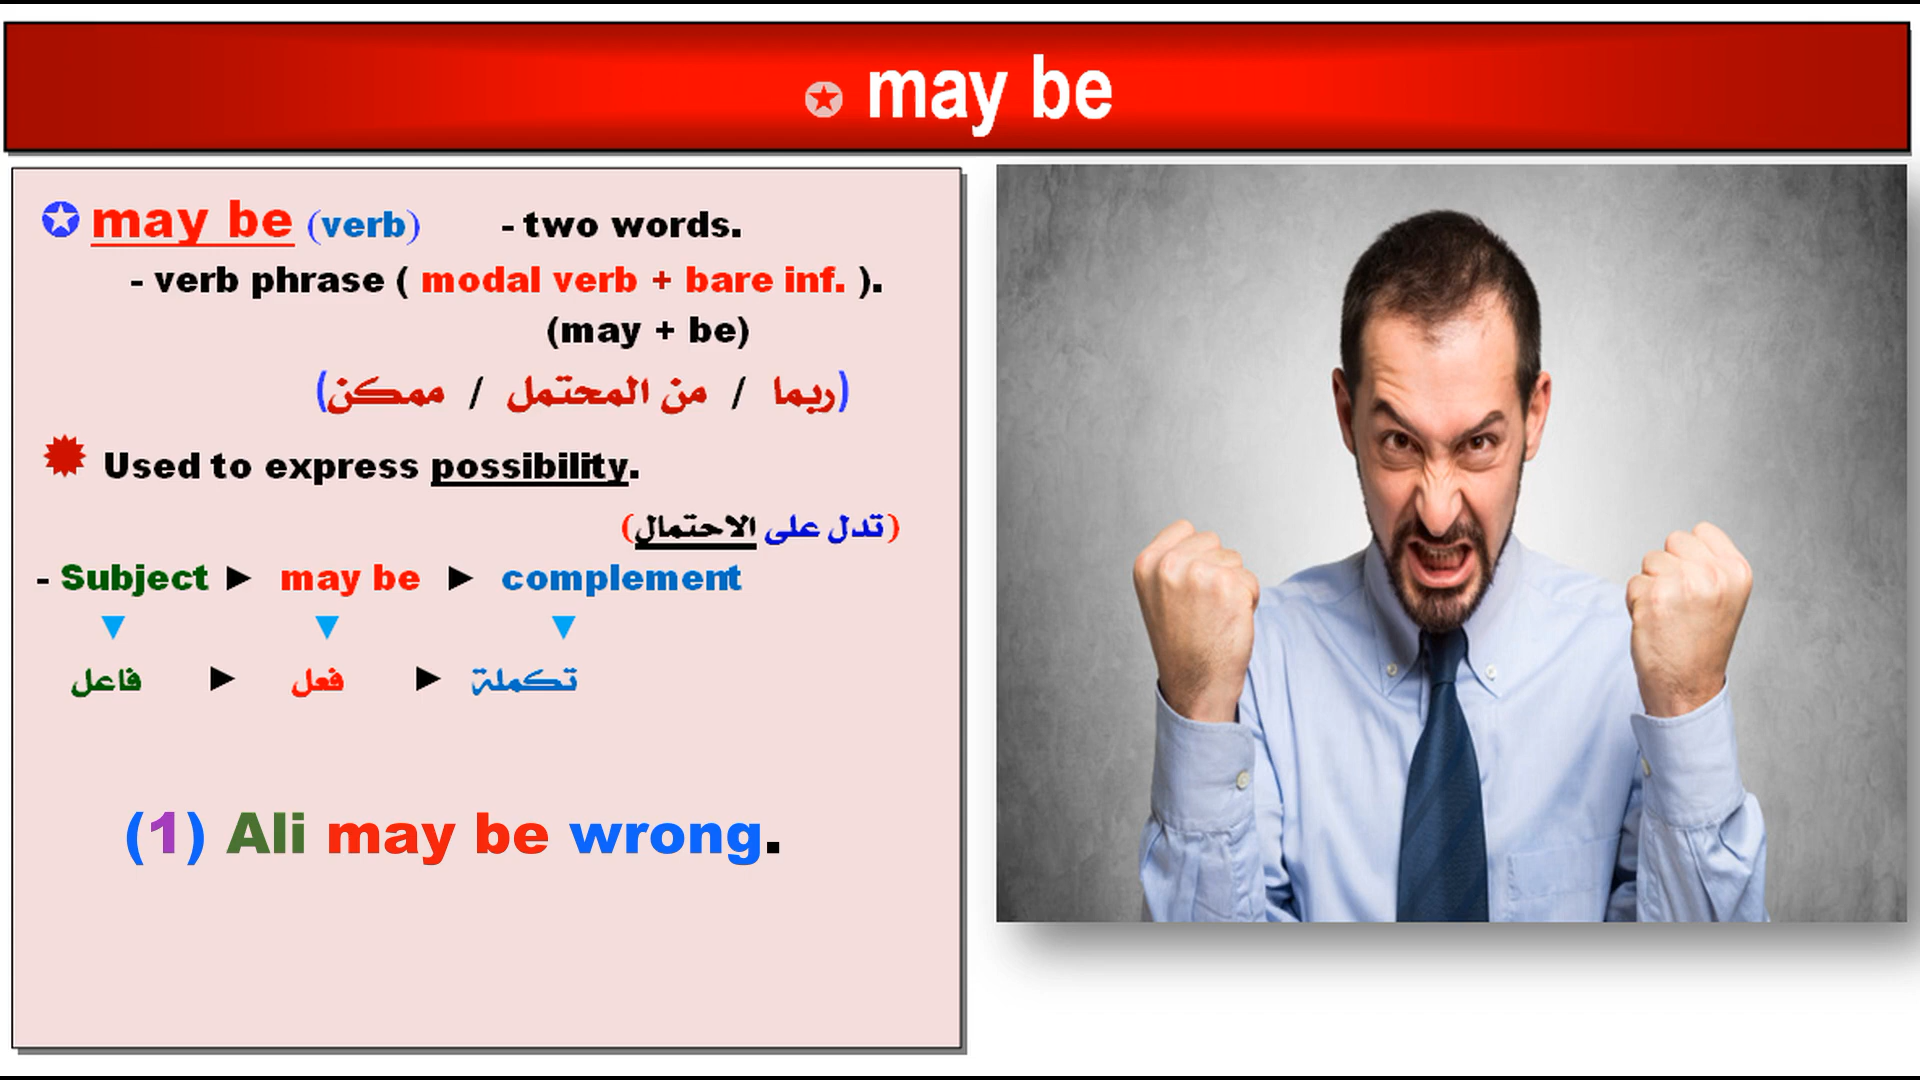 may be
may be (verb) - two words.
- verb phrase ( modal verb + bare inf. ).
(may + be)
(ربما / من المحتمل / ممكن)
Used to express possibility.
(تدل على الاحتمال)
- Subject ► may be ► complement
▼ ▼ ▼
فاعل ► فعل ► تكملة
(1) Ali may be wrong.